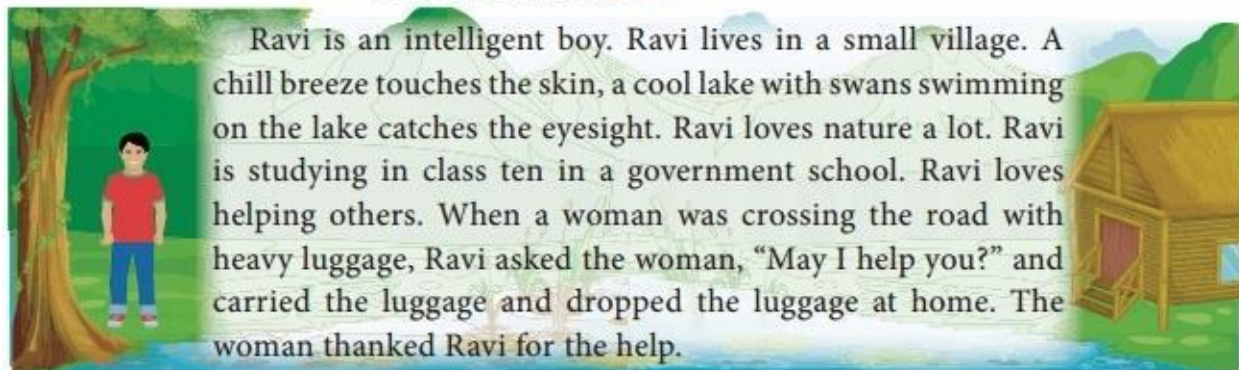 Ravi is an intelligent boy. Ravi lives in a small village. A
chill breeze touches the skin, a cool lake with swans swimming
on the lake catches the eyesight. Ravi loves nature a lot. Ravi
is studying in class ten in a government school. Ravi loves
helping others. When a woman was crossing the road with
heavy luggage, Ravi asked the woman, “May I help you?” and
carried the luggage and dropped the luggage at home. The
woman thanked Ravi for the help.